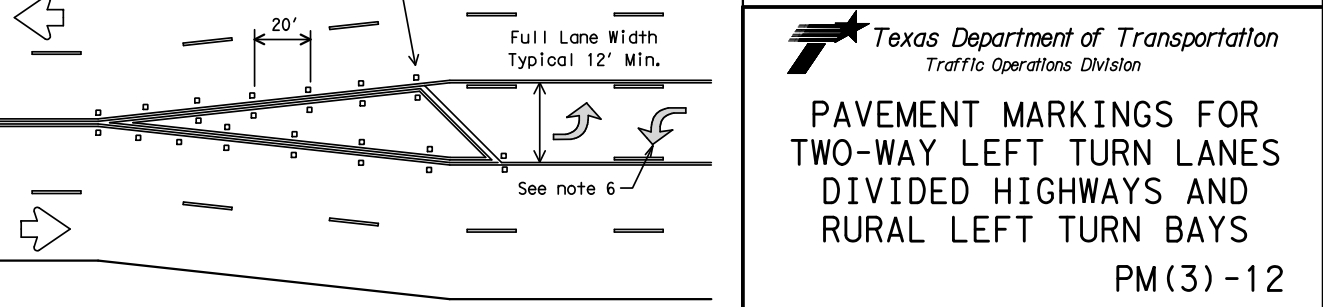 20'
Full Lane Width
Typical 12' Min.
See note 6
Texas Department of Transportation
Traffic Operations Division
PAVEMENT MARKINGS FOR
TWO-WAY LEFT TURN LANES
DIVIDED HIGHWAYS AND
RURAL LEFT TURN BAYS
PM(3)-12